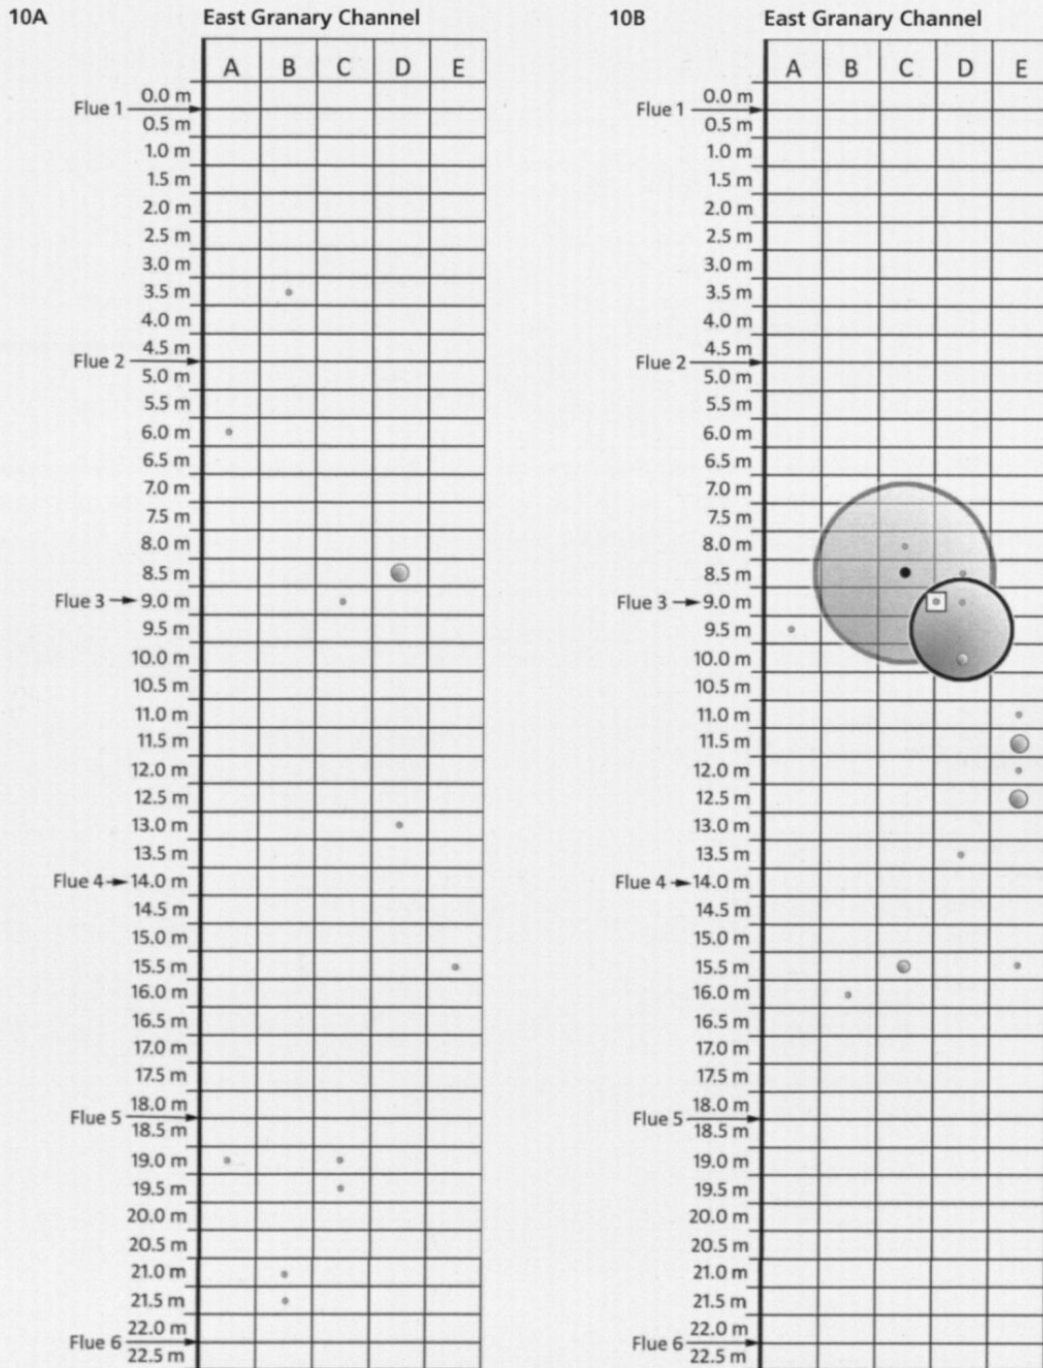 10A
East Granary Channel
A B C D E
0.0 m
Flue 1
0.5 m
1.0 m
1.5 m
2.0 m
2.5 m
3.0 m
3.5 m
4.0 m
4.5 m
Flue 2
5.0 m
5.5 m
6.0 m
6.5 m
7.0 m
7.5 m
8.0 m
8.5 m
Flue 3 9.0 m
9.5 m
10.0 m
10.5 m
11.0 m
11.5 m
12.0 m
12.5 m
13.0 m
13.5 m
Flue 4 14.0 m
14.5 m
15.0 m
15.5 m
16.0 m
16.5 m
17.0 m
17.5 m
18.0 m
Flue 5
18.5 m
19.0 m
19.5 m
20.0 m
20.5 m
21.0 m
21.5 m
22.0 m
Flue 6
22.5 m
10B
East Granary Channel
A B C D E
0.0 m
Flue 1
0.5 m
1.0 m
1.5 m
2.0 m
2.5 m
3.0 m
3.5 m
4.0 m
4.5 m
Flue 2
5.0 m
5.5 m
6.0 m
6.5 m
7.0 m
7.5 m
8.0 m
8.5 m
Flue 3 9.0 m
9.5 m
10.0 m
10.5 m
11.0 m
11.5 m
12.0 m
12.5 m
13.0 m
13.5 m
Flue 4 14.0 m
14.5 m
15.0 m
15.5 m
16.0 m
16.5 m
17.0 m
17.5 m
18.0 m
Flue 5
18.5 m
19.0 m
19.5 m
20.0 m
20.5 m
21.0 m
21.5 m
22.0 m
Flue 6
22.5 m